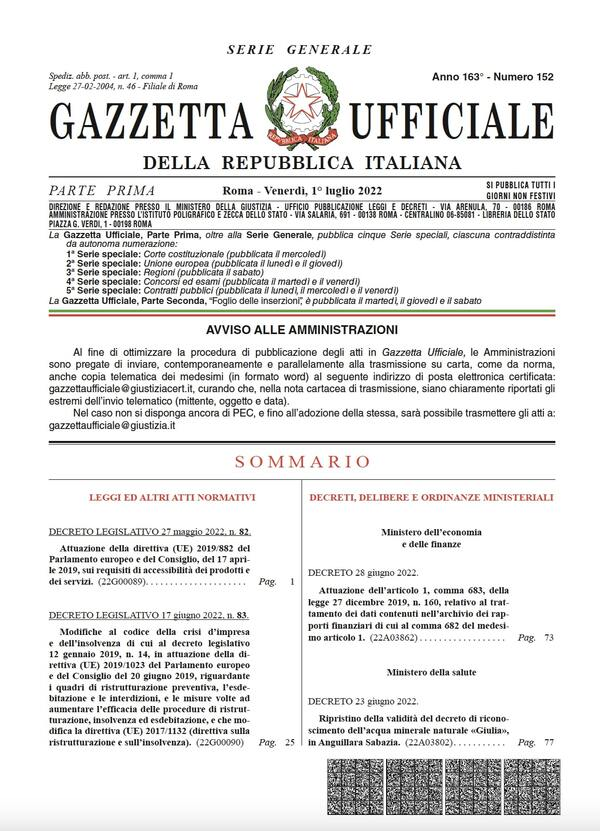 SERIE GENERALE
Spediz. abb. post. - art. 1, comma 1
Legge 27-02-2004, n. 46 - Filiale di Roma
Anno 163° - Numero 152
GAZZETTA UFFICIALE
REPVBBLICA ITALIANA
DELLA REPUBBLICA ITALIANA
PARTE PRIMA
Roma - Venerdì, 1° luglio 2022
SI PUBBLICA TUTTI I
GIORNI NON FESTIVI
DIREZIONE E REDAZIONE PRESSO IL MINISTERO DELLA GIUSTIZIA - UFFICIO PUBBLICAZIONE LEGGI E DECRETI - VIA ARENULA, 70 - 00186 ROMA
AMMINISTRAZIONE PRESSO L'ISTITUTO POLIGRAFICO E ZECCA DELLO STATO - VIA SALARIA, 691 - 00138 ROMA - CENTRALINO 06-85081 - LIBRERIA DELLO STATO
PIAZZA G. VERDI, 1 - 00198 ROMA
La Gazzetta Ufficiale, Parte Prima, oltre alla Serie Generale, pubblica cinque Serie speciali, ciascuna contraddistinta
da autonoma numerazione:
1ª Serie speciale: Corte costituzionale (pubblicata il mercoledì)
2ª Serie speciale: Unione europea (pubblicata il lunedì e il giovedì)
3ª Serie speciale: Regioni (pubblicata il sabato)
4ª Serie speciale: Concorsi ed esami (pubblicata il martedì e il venerdì)
5ª Serie speciale: Contratti pubblici (pubblicata il lunedì, il mercoledì e il venerdì)
La Gazzetta Ufficiale, Parte Seconda, "Foglio delle inserzioni", è pubblicata il martedì, il giovedì e il sabato
AVVISO ALLE AMMINISTRAZIONI
Al fine di ottimizzare la procedura di pubblicazione degli atti in Gazzetta Ufficiale, le Amministrazioni
sono pregate di inviare, contemporaneamente e parallelamente alla trasmissione su carta, come da norma,
anche copia telematica dei medesimi (in formato word) al seguente indirizzo di posta elettronica certificata:
gazzettaufficiale@giustiziacert.it, curando che, nella nota cartacea di trasmissione, siano chiaramente riportati gli
estremi dell'invio telematico (mittente, oggetto e data).
Nel caso non si disponga ancora di PEC, e fino all'adozione della stessa, sarà possibile trasmettere gli atti a:
gazzettaufficiale@giustizia.it
SOMMARIO
LEGGI ED ALTRI ATTI NORMATIVI
DECRETO LEGISLATIVO 27 maggio 2022, n. 82.
Attuazione della direttiva (UE) 2019/882 del
Parlamento europeo e del Consiglio, del 17 apri-
le 2019, sui requisiti di accessibilità dei prodotti e
dei servizi. (22G00089) . . . . . . . . . . . . . . . . . . . . Pag. 1
DECRETO LEGISLATIVO 17 giugno 2022, n. 83.
Modifiche al codice della crisi d'impresa
e dell'insolvenza di cui al decreto legislativo
12 gennaio 2019, n. 14, in attuazione della di-
rettiva (UE) 2019/1023 del Parlamento europeo
e del Consiglio del 20 giugno 2019, riguardante
i quadri di ristrutturazione preventiva, l'esde-
bitazione e le interdizioni, e le misure volte ad
aumentare l'efficacia delle procedure di ristrut-
turazione, insolvenza ed esdebitazione, e che mo-
difica la direttiva (UE) 2017/1132 (direttiva sulla
ristrutturazione e sull'insolvenza). (22G00090) Pag. 25
DECRETI, DELIBERE E ORDINANZE MINISTERIALI
Ministero dell'economia
e delle finanze
DECRETO 28 giugno 2022.
Attuazione dell'articolo 1, comma 683, della
legge 27 dicembre 2019, n. 160, relativo al trat-
tamento dei dati contenuti nell'archivio dei rap-
porti finanziari di cui al comma 682 del medesi-
mo articolo 1. (22A03862) . . . . . . . . . . . . . . . . . Pag. 73
Ministero della salute
DECRETO 23 giugno 2022.
Ripristino della validità del decreto di ricono-
scimento dell'acqua minerale naturale «Giulia»,
in Anguillara Sabazia. (22A03802) . . . . . . . . . . . Pag. 77